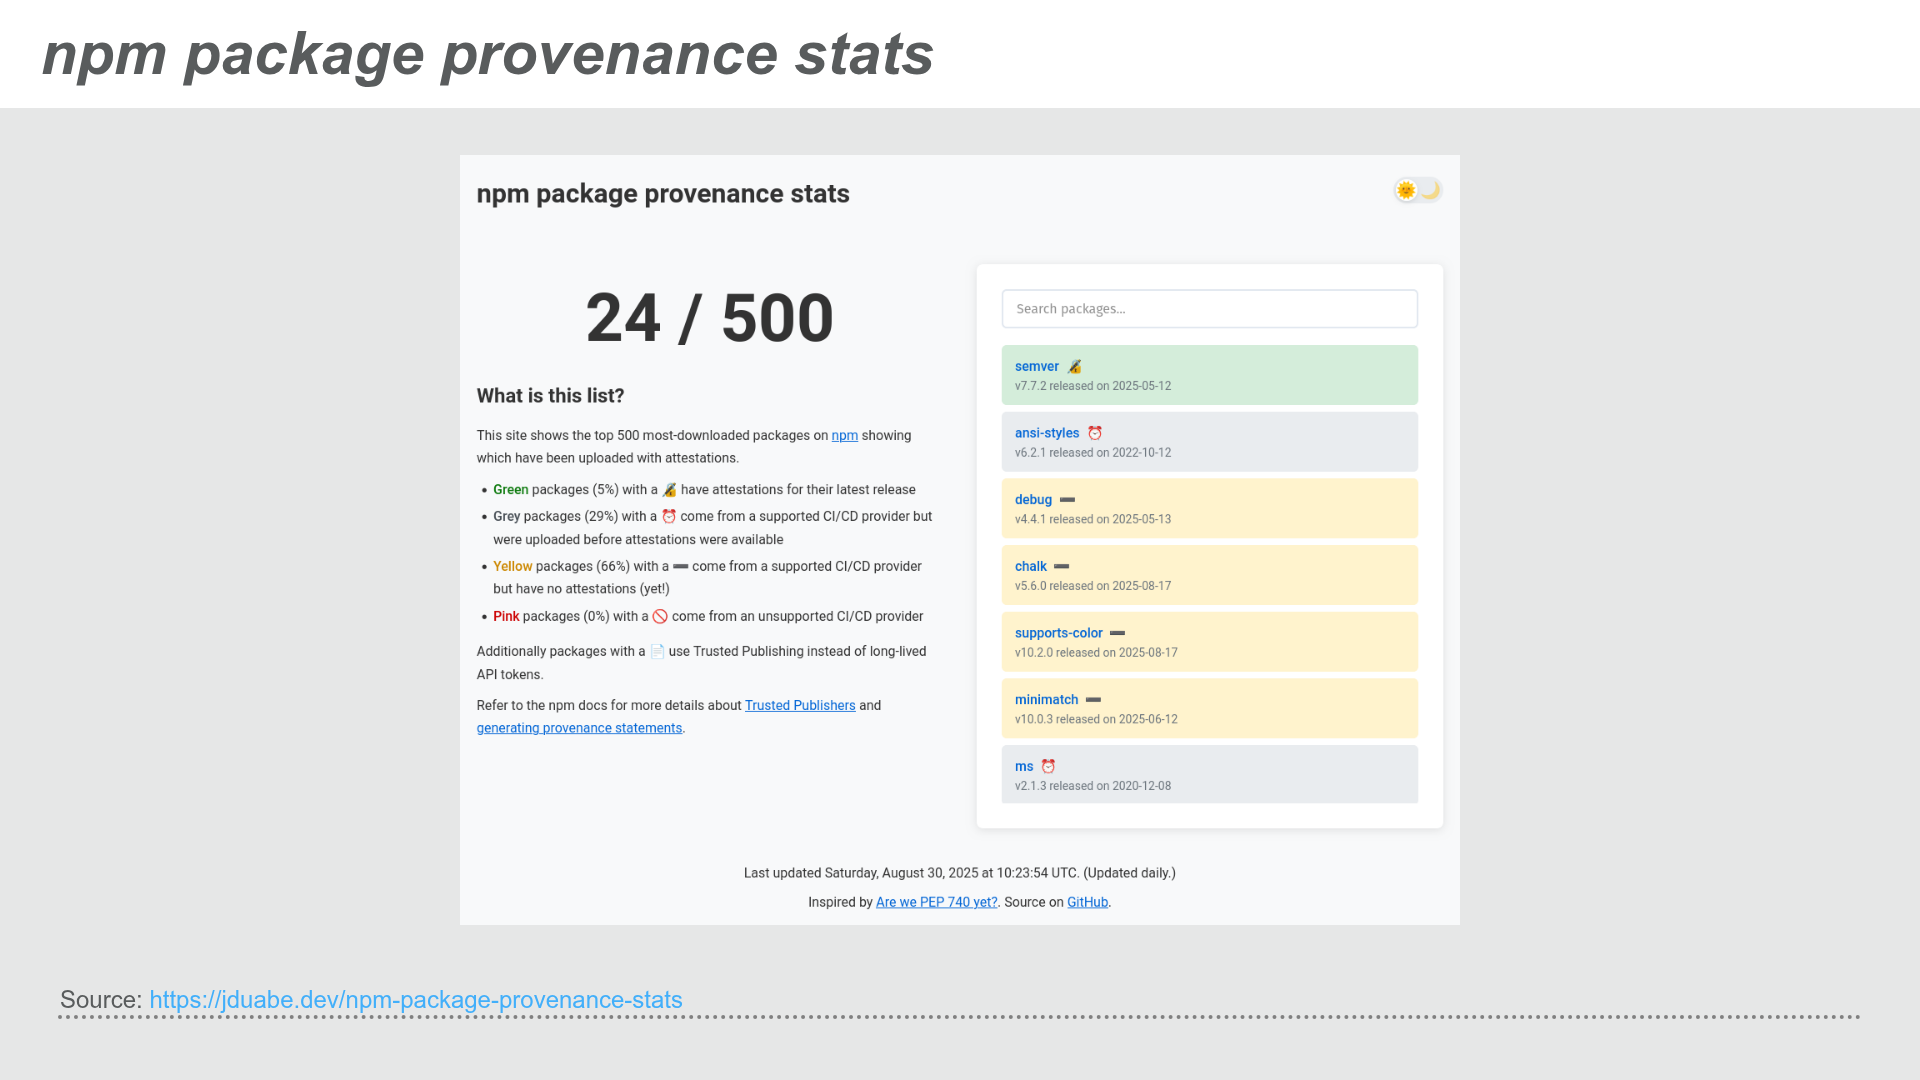 npm package provenance stats
npm package provenance stats
24 / 500
What is this list?
This site shows the top 500 most-downloaded packages on npm showing
which have been uploaded with attestations.
• Green packages (5%) with a 🔏 have attestations for their latest release
• Grey packages (29%) with a ⏰ come from a supported CI/CD provider but
were uploaded before attestations were available
• Yellow packages (66%) with a ➖ come from a supported CI/CD provider
but have no attestations (yet!)
• Pink packages (0%) with a 🚫 come from an unsupported CI/CD provider
Additionally packages with a 📄 use Trusted Publishing instead of long-lived
API tokens.
Refer to the npm docs for more details about Trusted Publishers and
generating provenance statements.
Search packages...
semver 🔏
v7.7.2 released on 2025-05-12
ansi-styles ⏰
v6.2.1 released on 2022-10-12
debug ➖
v4.4.1 released on 2025-05-13
chalk ➖
v5.6.0 released on 2025-08-17
supports-color ➖
v10.2.0 released on 2025-08-17
minimatch ➖
v10.0.3 released on 2025-06-12
ms ⏰
v2.1.3 released on 2020-12-08
Last updated Saturday, August 30, 2025 at 10:23:54 UTC. (Updated daily.)
Inspired by Are we PEP 740 yet?. Source on GitHub.
Source: https://jduabe.dev/npm-package-provenance-stats